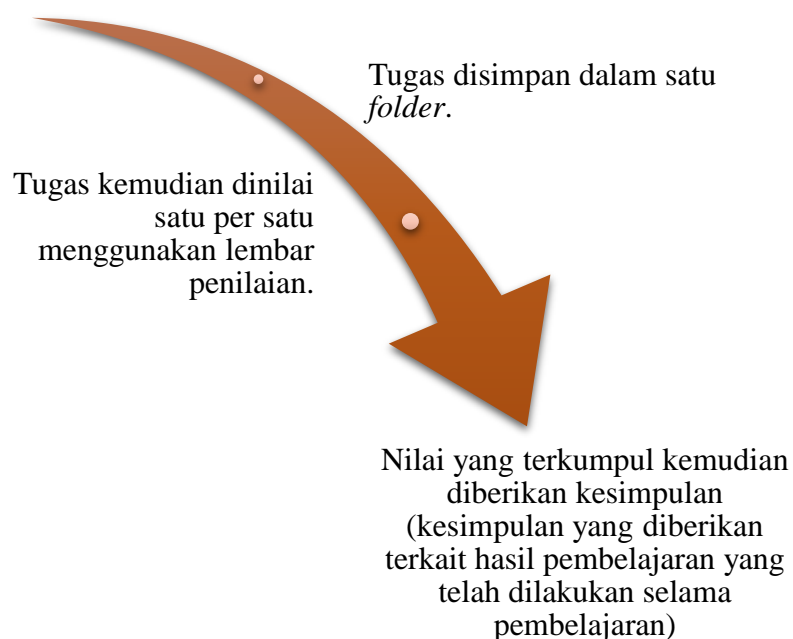 Tugas disimpan dalam satu
folder.
Tugas kemudian dinilai
satu per satu
menggunakan lembar
penilaian.
Nilai yang terkumpul kemudian
diberikan kesimpulan
(kesimpulan yang diberikan
terkait hasil pembelajaran yang
telah dilakukan selama
pembelajaran)